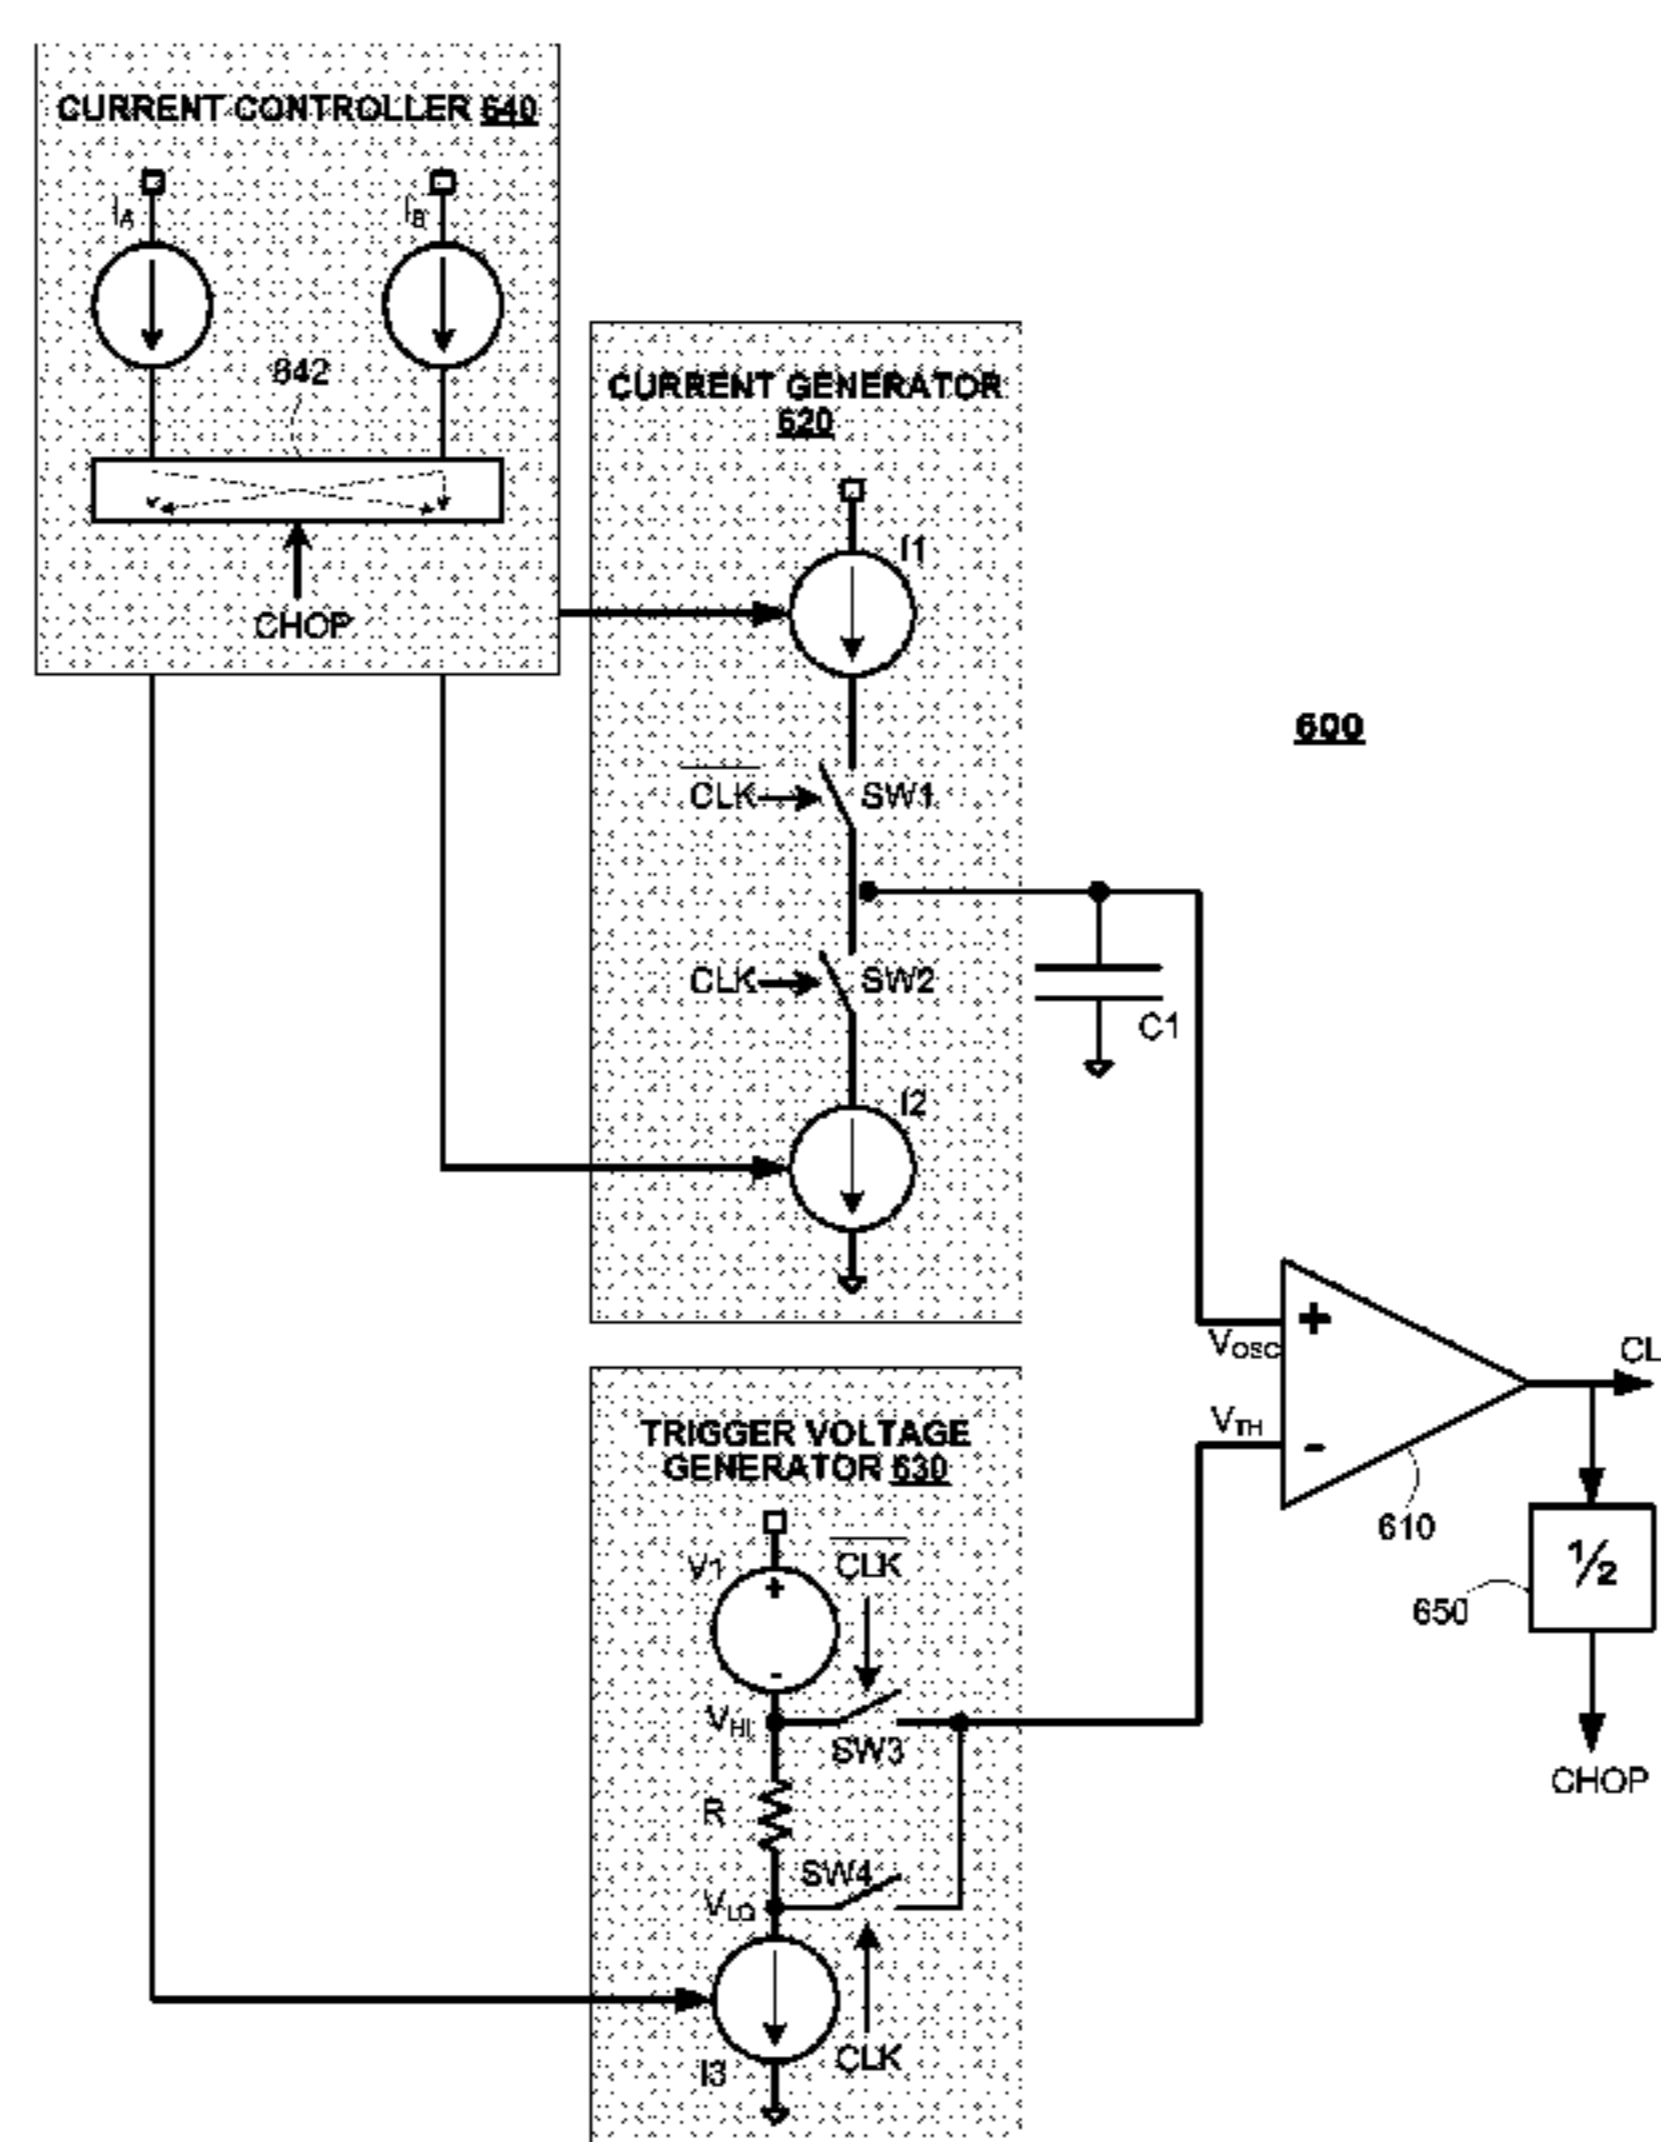 CURRENT CONTROLLER 640
IA
IB
642
CHOP
CURRENT GENERATOR
620
I1
CLK
SW1
CLK
SW2
C1
I2
600
VOSC
VTH
+
-
CL
610
1/2
650
CHOP
TRIGGER VOLTAGE
GENERATOR 630
V1
+
-
CLK
VHI
SW3
R
SW4
VLO
I3
CLK